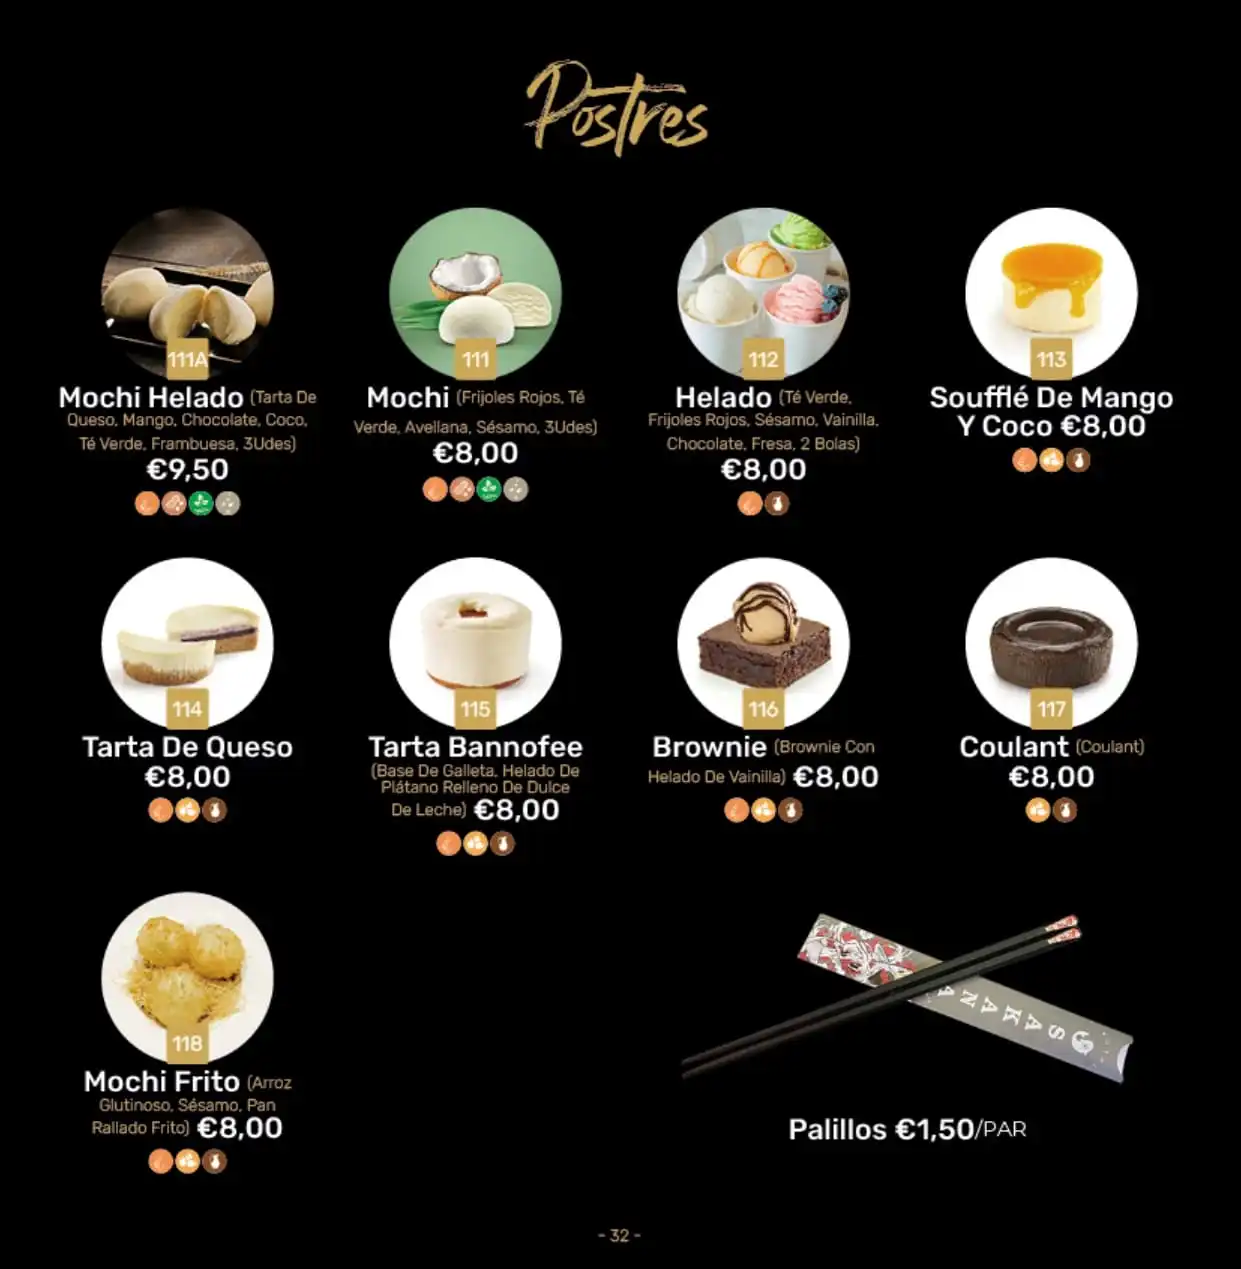 Postres
111A
Mochi Helado (Tarta De
Queso, Mango, Chocolate, Coco,
Té Verde, Frambuesa, 3Udes)
€9,50
111
Mochi (Frijoles Rojos, Té
Verde, Avellana, Sésamo, 3Udes)
€8,00
112
Helado (Té Verde,
Frijoles Rojos, Sésamo, Vainilla,
Chocolate, Fresa, 2 Bolas)
€8,00
113
Soufflé De Mango
Y Coco €8,00
114
Tarta De Queso
€8,00
115
Tarta Bannofee
(Base De Galleta, Helado De
Plátano Relleno De Dulce
De Leche) €8,00
116
Brownie (Brownie Con
Helado De Vainilla) €8,00
117
Coulant (Coulant)
€8,00
118
Mochi Frito (Arroz
Glutinoso, Sésamo, Pan
Rallado Frito) €8,00
SAKANA
Palillos €1,50/PAR
- 32 -